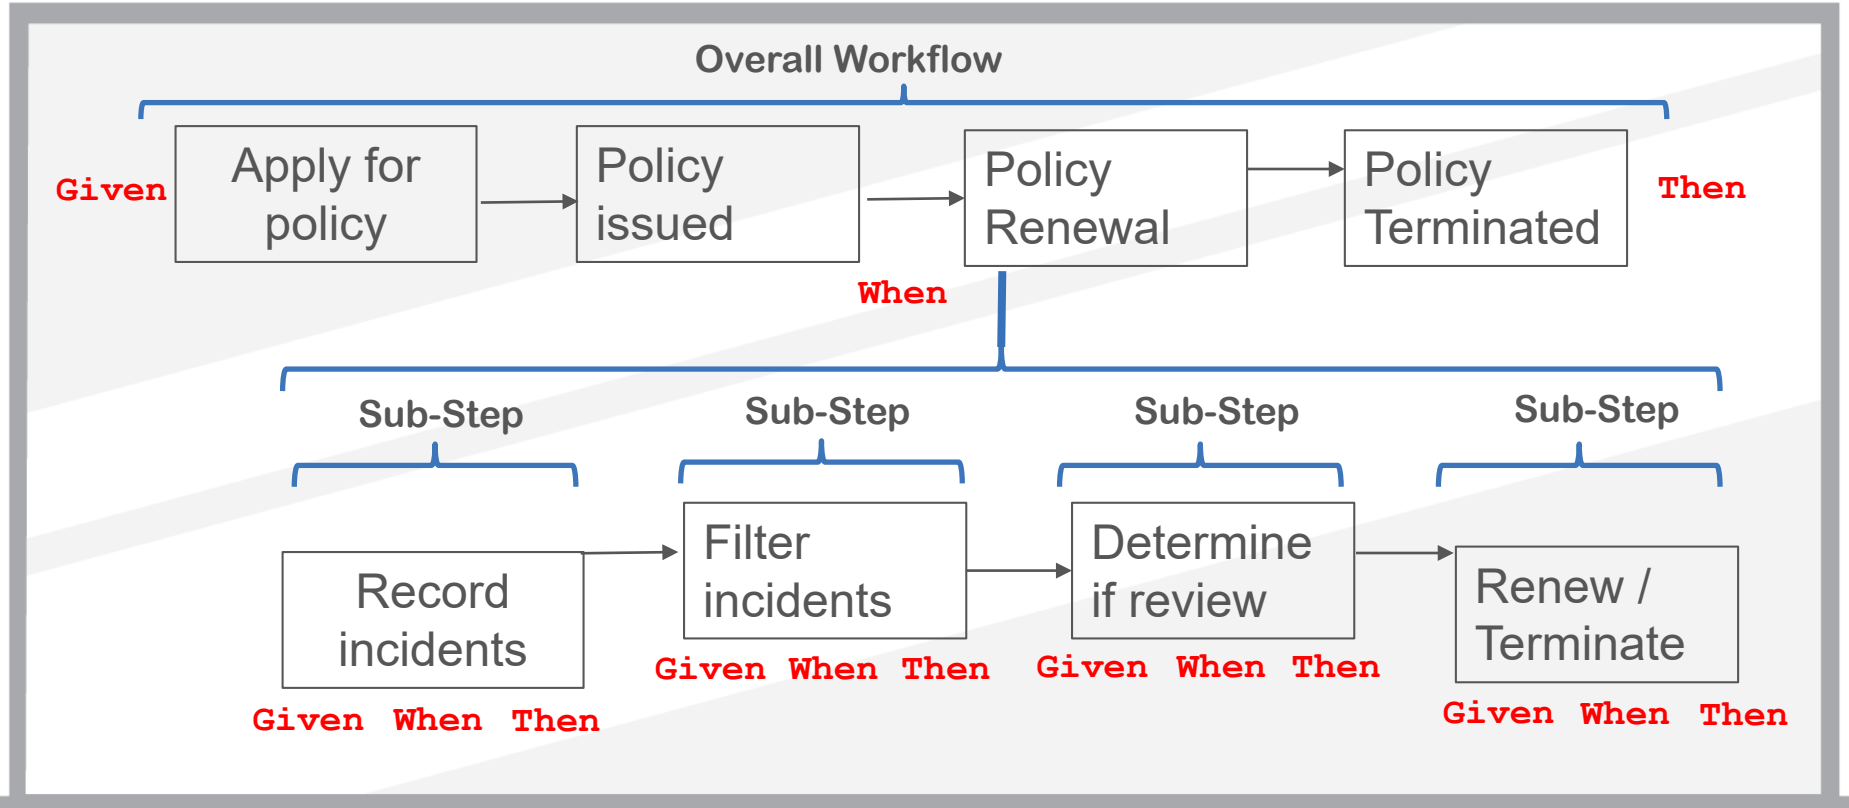 Overall Workflow
Given
Apply for
policy
Policy
issued
Policy
Renewal
Policy
Terminated
Then
When
Sub-Step
Sub-Step
Sub-Step
Sub-Step
Record
incidents
Filter
incidents
Determine
if review
Renew /
Terminate
Given When Then
Given When Then
Given When Then
Given When Then